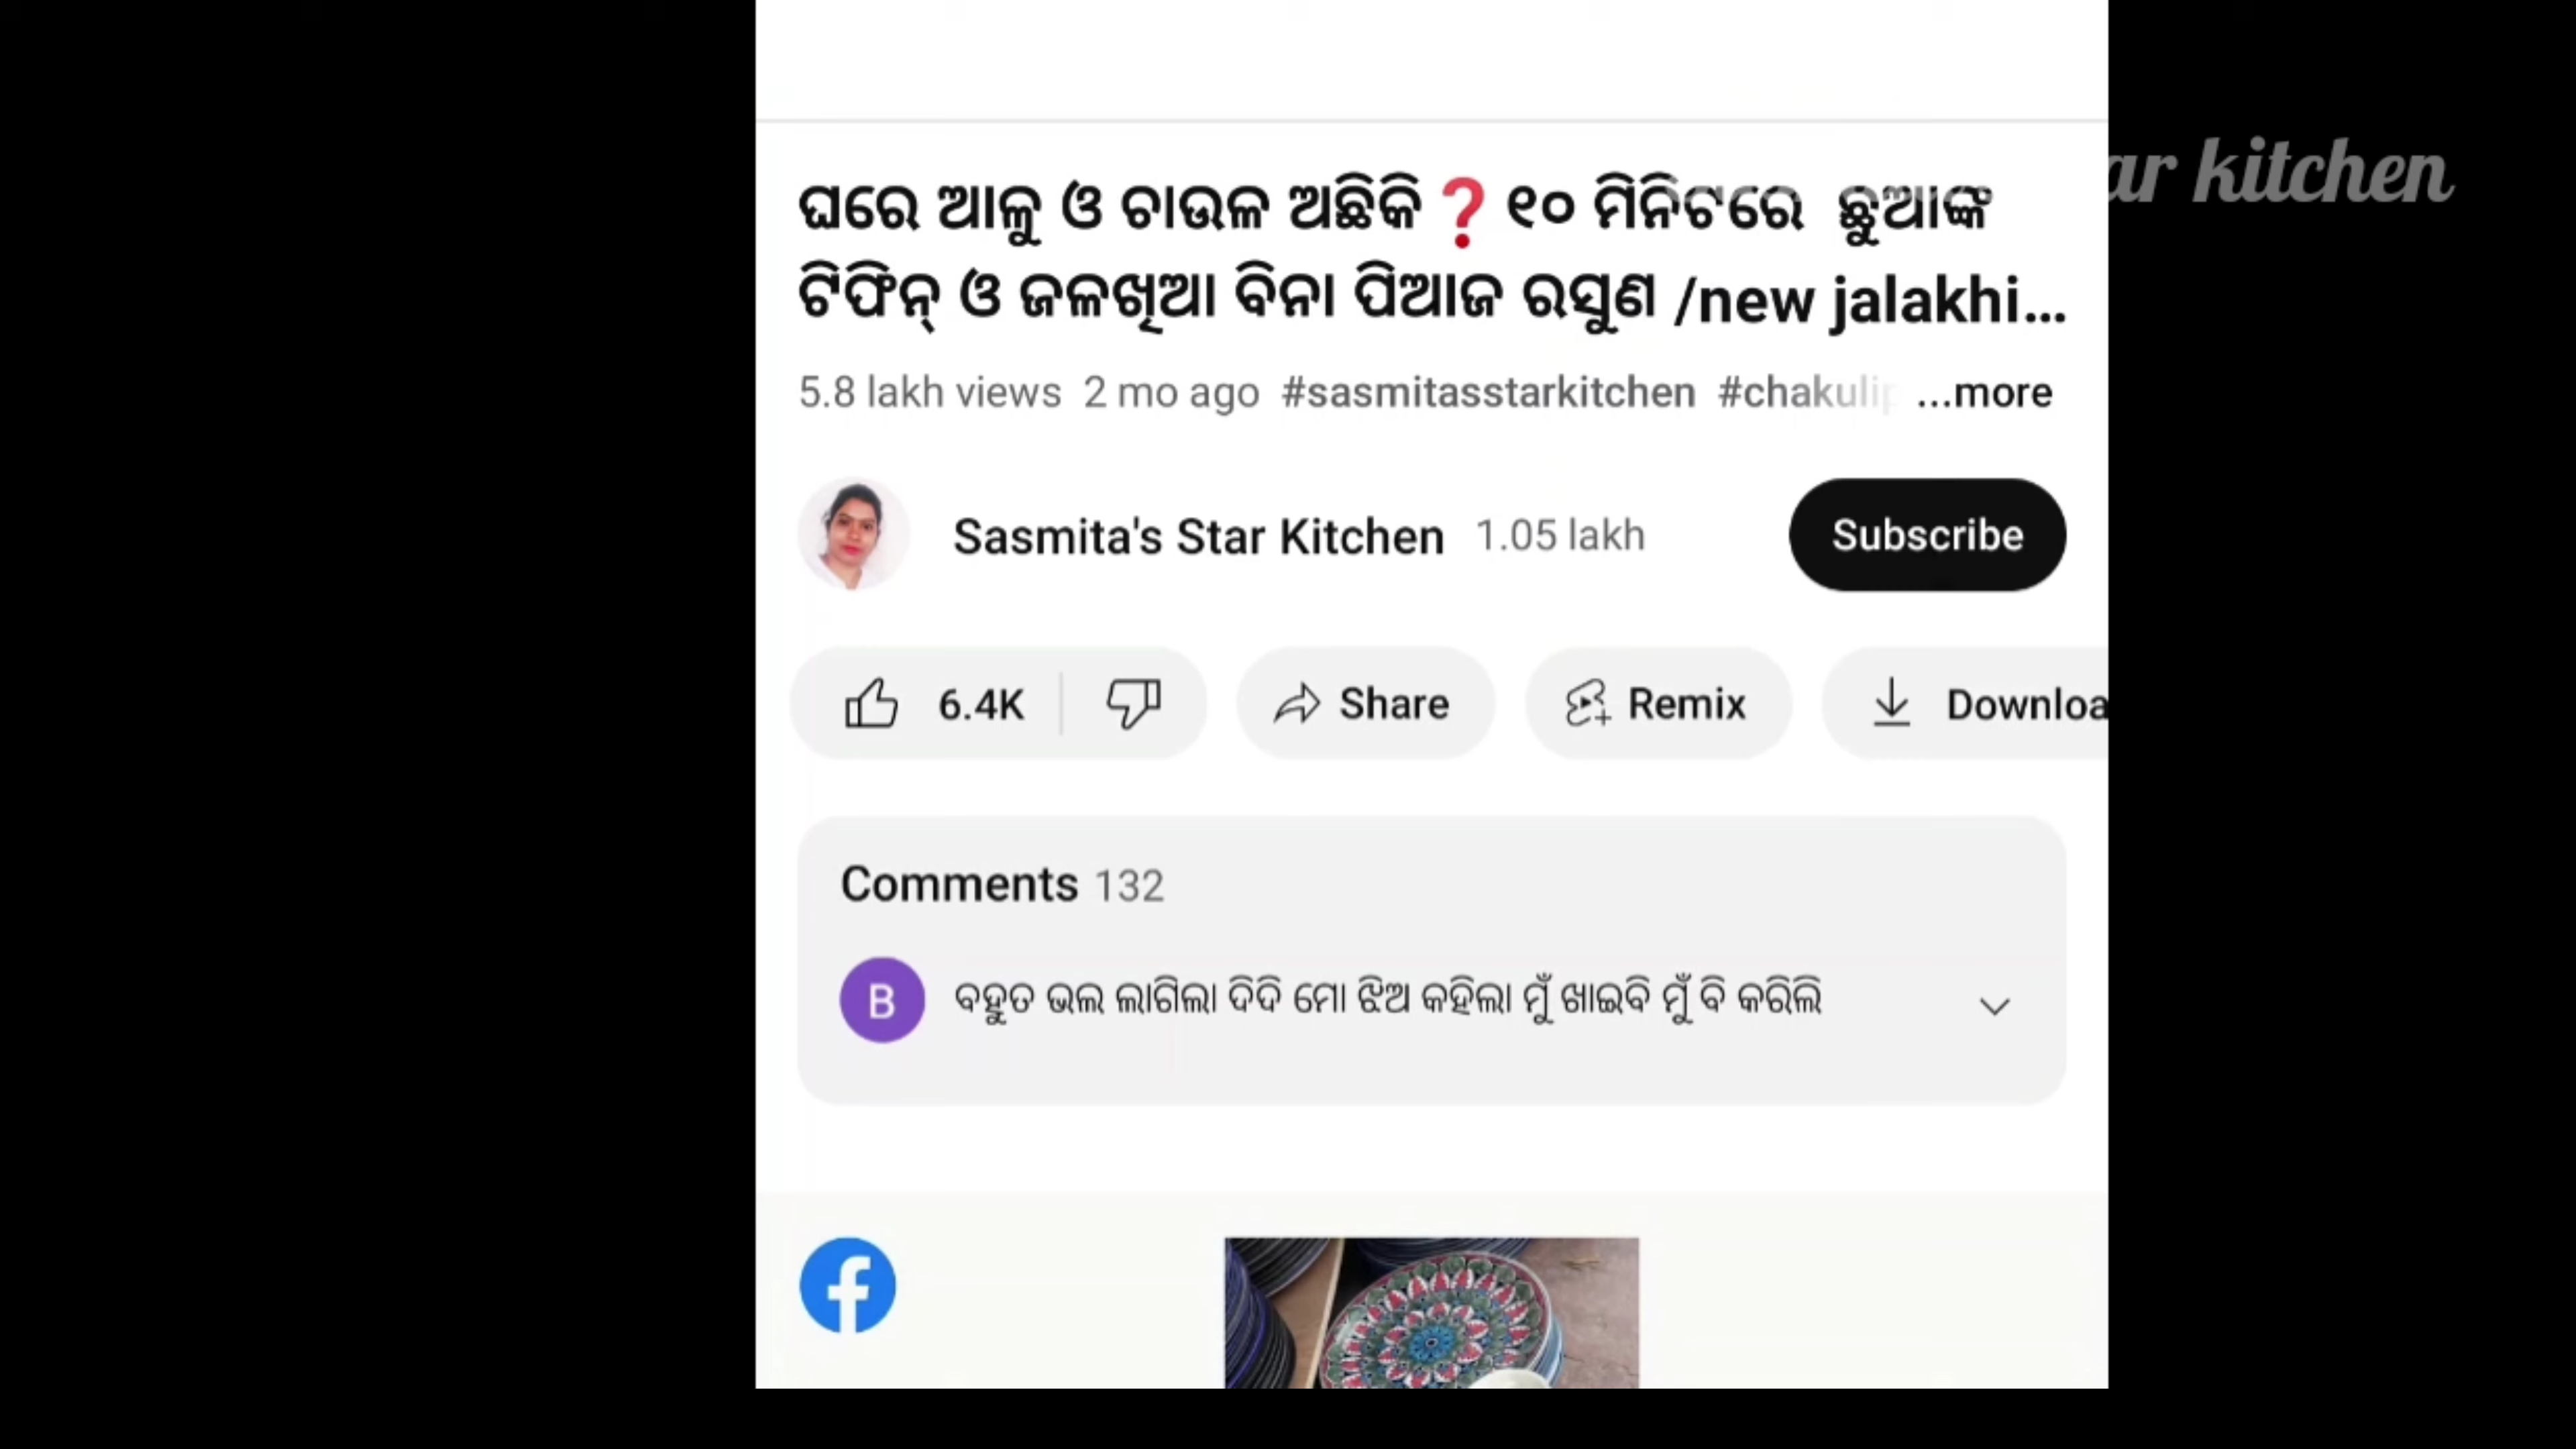 ar kitchen
ଘରେ ଆଳୁ ଓ ଚାଉଳ ଅଛିକି❓୧୦ ମିନିଟରେ ଛୁଆଙ୍କ
ଟିଫିନ୍ ଓ ଜଳଖିଆ ବିନା ପିଆଜ ରସୁଣ /new jalakhi...
5.8 lakh views 2 mo ago #sasmitasstarkitchen #chakulip ...more
Sasmita's Star Kitchen 1.05 lakh Subscribe
6.4K Share Remix Downloa
Comments 132
B ବହୁତ ଭଲ ଲାଗିଲା ଦିଦି ମୋ ଝିଅ କହିଲା ମୁଁ ଖାଇବି ମୁଁ ବି କରିଲି